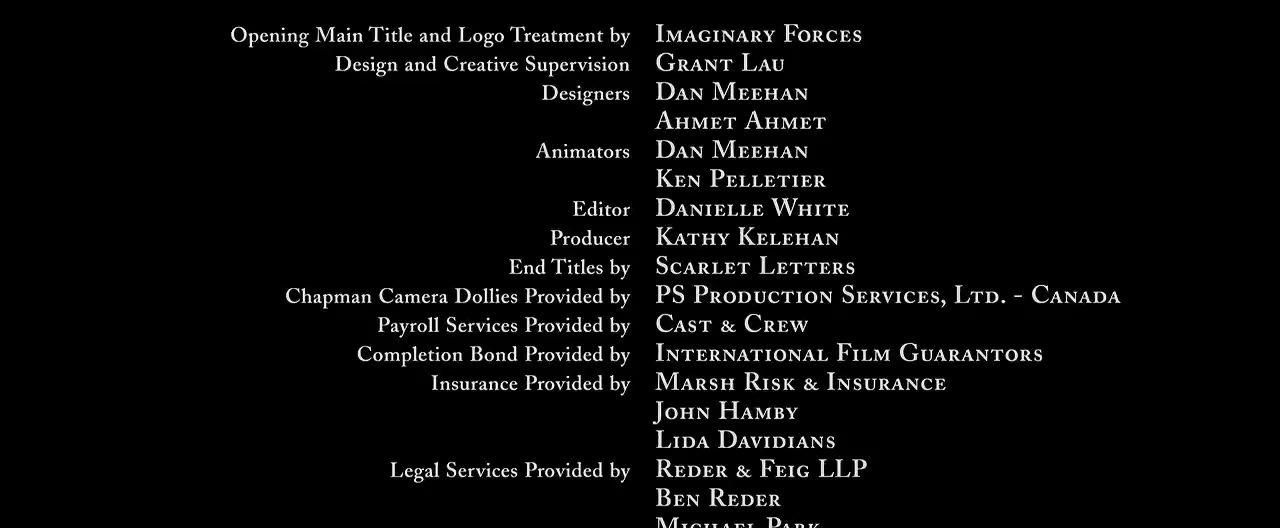 Opening Main Title and Logo Treatment by Imaginary Forces
Design and Creative Supervision Grant Lau
Designers Dan Meehan
Ahmet Ahmet
Animators Dan Meehan
Ken Pelletier
Editor Danielle White
Producer Kathy Kelehan
End Titles by Scarlet Letters
Chapman Camera Dollies Provided by PS Production Services, Ltd. - Canada
Payroll Services Provided by Cast & Crew
Completion Bond Provided by International Film Guarantors
Insurance Provided by Marsh Risk & Insurance
John Hamby
Lida Davidians
Legal Services Provided by Reder & Feig LLP
Ben Reder
Michael Park